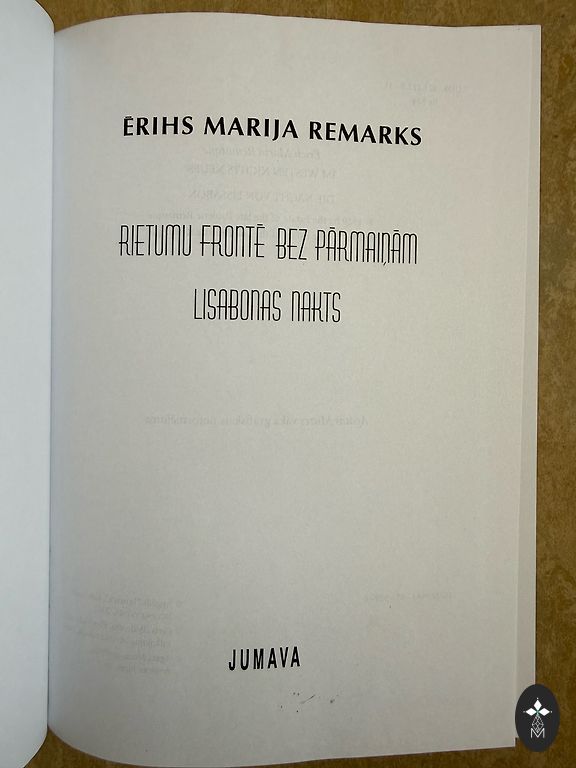 ĒRIHS MARIJA REMARKS
RIETUMU FRONTĒ BEZ PĀRMAIŅĀM
LISABONAS NAKTS
JUMAVA
M